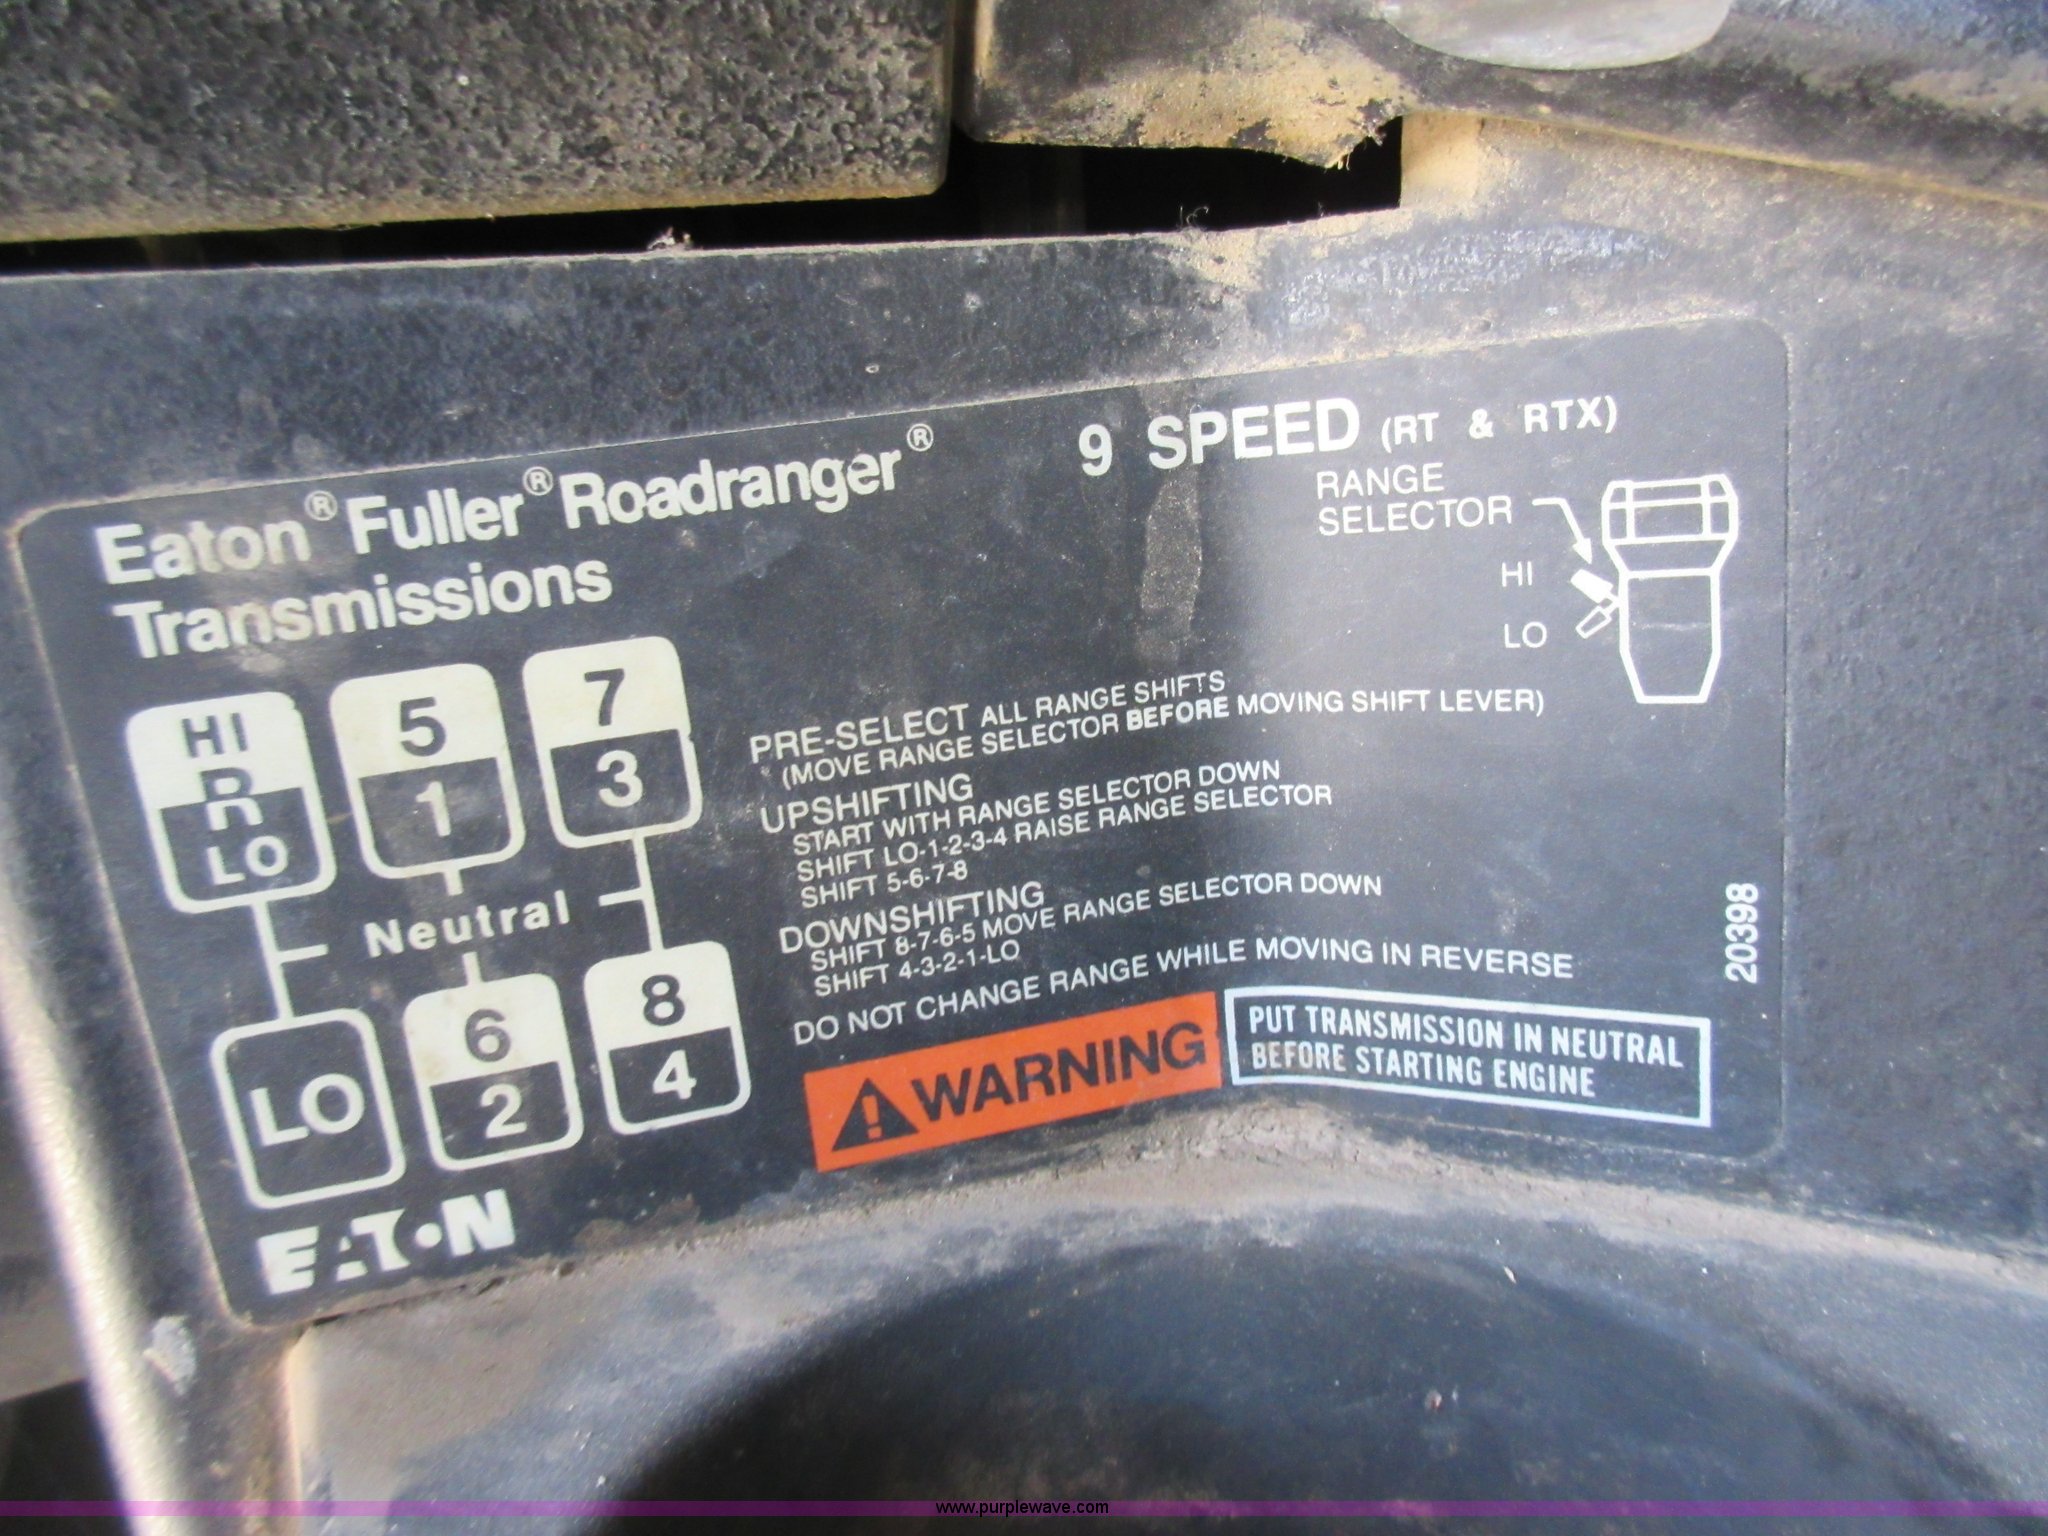 Eaton® Fuller® Roadranger®
Transmissions
9 SPEED (RT & RTX)
RANGE
SELECTOR
HI
LO
HI
R
R
LO
5
1
7
3
Neutral
LO
6
2
8
4
EATON
PRE-SELECT ALL RANGE SHIFTS
(MOVE RANGE SELECTOR BEFORE MOVING SHIFT LEVER)
UPSHIFTING
START WITH RANGE SELECTOR DOWN
SHIFT LO-1-2-3-4 RAISE RANGE SELECTOR
SHIFT 5-6-7-8
DOWNSHIFTING
SHIFT 8-7-6-5 MOVE RANGE SELECTOR DOWN
SHIFT 4-3-2-1-LO
DO NOT CHANGE RANGE WHILE MOVING IN REVERSE
WARNING
PUT TRANSMISSION IN NEUTRAL
BEFORE STARTING ENGINE
20398
www.purplewave.com